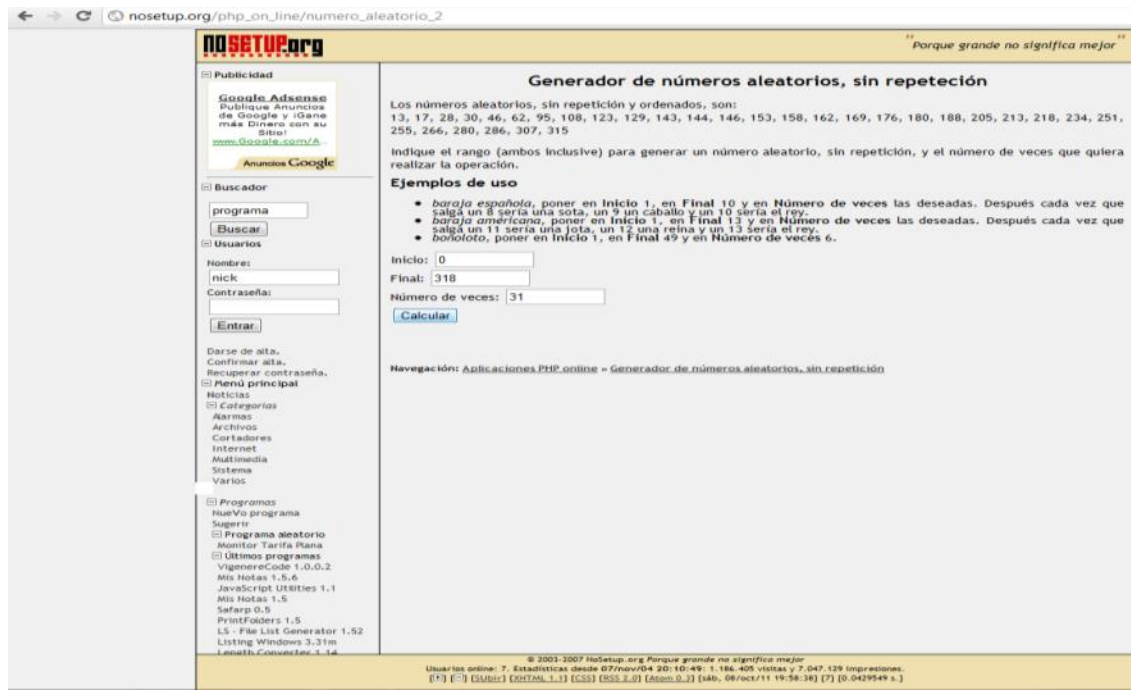 nosetup.org/php_on_line/numero_aleatorio_2
NOSETUP.org
"Porque grande no significa mejor"
Publicidad
Google Adsense
Publique Anuncios
de Google y ¡Gane
más Dinero con su
Sitio!
www.Google.com/A...
Anuncios Google
Buscador
programa
Buscar
Usuarios
Nombre:
nick
Contraseña:
Entrar
Darse de alta.
Confirmar alta.
Recuperar contraseña.
Menú principal
Noticias
Categorías
Alarmas
Archivos
Cortadores
Internet
Multimedia
Sistema
Varios
Programas
NueVo programa
Sugerir
Programa aleatorio
Monitor Tarifa Plana
Últimos programas
VigenereCode 1.0.0.2
Mis Notas 1.5.6
JavaScript Utilities 1.1
Mis Notas 1.5
Safarp 0.5
PrintFolders 1.5
LS - File List Generator 1.52
Listing Windows 3.31m
Length Converter 1.14
Generador de números aleatorios, sin repeteción
Los números aleatorios, sin repetición y ordenados, son:
13, 17, 28, 30, 46, 62, 95, 108, 123, 129, 143, 144, 146, 153, 158, 162, 169, 176, 180, 188, 205, 213, 218, 234, 251,
255, 266, 280, 286, 307, 315
Indique el rango (ambos inclusive) para generar un número aleatorio, sin repetición, y el número de veces que quiera
realizar la operación.
Ejemplos de uso
• baraja española, poner en Inicio 1, en Final 10 y en Número de veces las deseadas. Después cada vez que
salga un 8 sería una sota, un 9 un caballo y un 10 sería el rey.
• baraja américana, poner en Inicio 1, en Final 13 y en Número de veces las deseadas. Después cada vez que
salga un 11 sería una jota, un 12 una reina y un 13 sería el rey.
• bonoloto, poner en Inicio 1, en Final 49 y en Número de veces 6.
Inicio: 0
Final: 318
Número de veces: 31
Calcular
Navegación: Aplicaciones PHP online » Generador de números aleatorios, sin repetición
© 2003-2007 NoSetup.org Porque grande no significa mejor
Usuarios online: 7. Estadísticas desde 07/nov/04 20:10:49: 1.186.405 visitas y 7.047.129 impresiones.
[+] [-] [SUbir] [XHTML 1.1] [CSS] [RSS 2.0] [Atom 0.3] [sáb, 08/oct/11 19:58:38] [7] [0.0429549 s.]